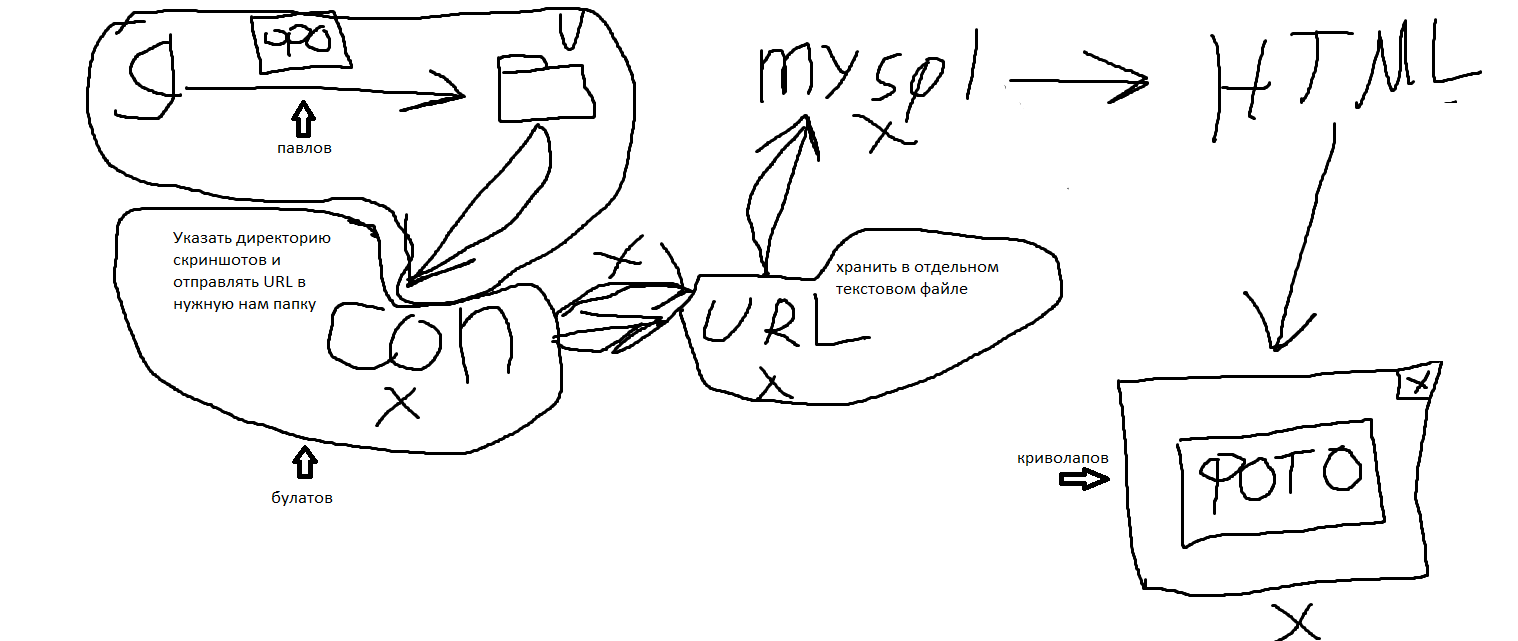 фото
павлов
Указать директорию
скриншотов и
отправлять URL в
нужную нам папку
X
булатов
X
URL
X
хранить в отдельном
текстовом файле
mysql
X
HTML
криволапов
X
ФОТО
X